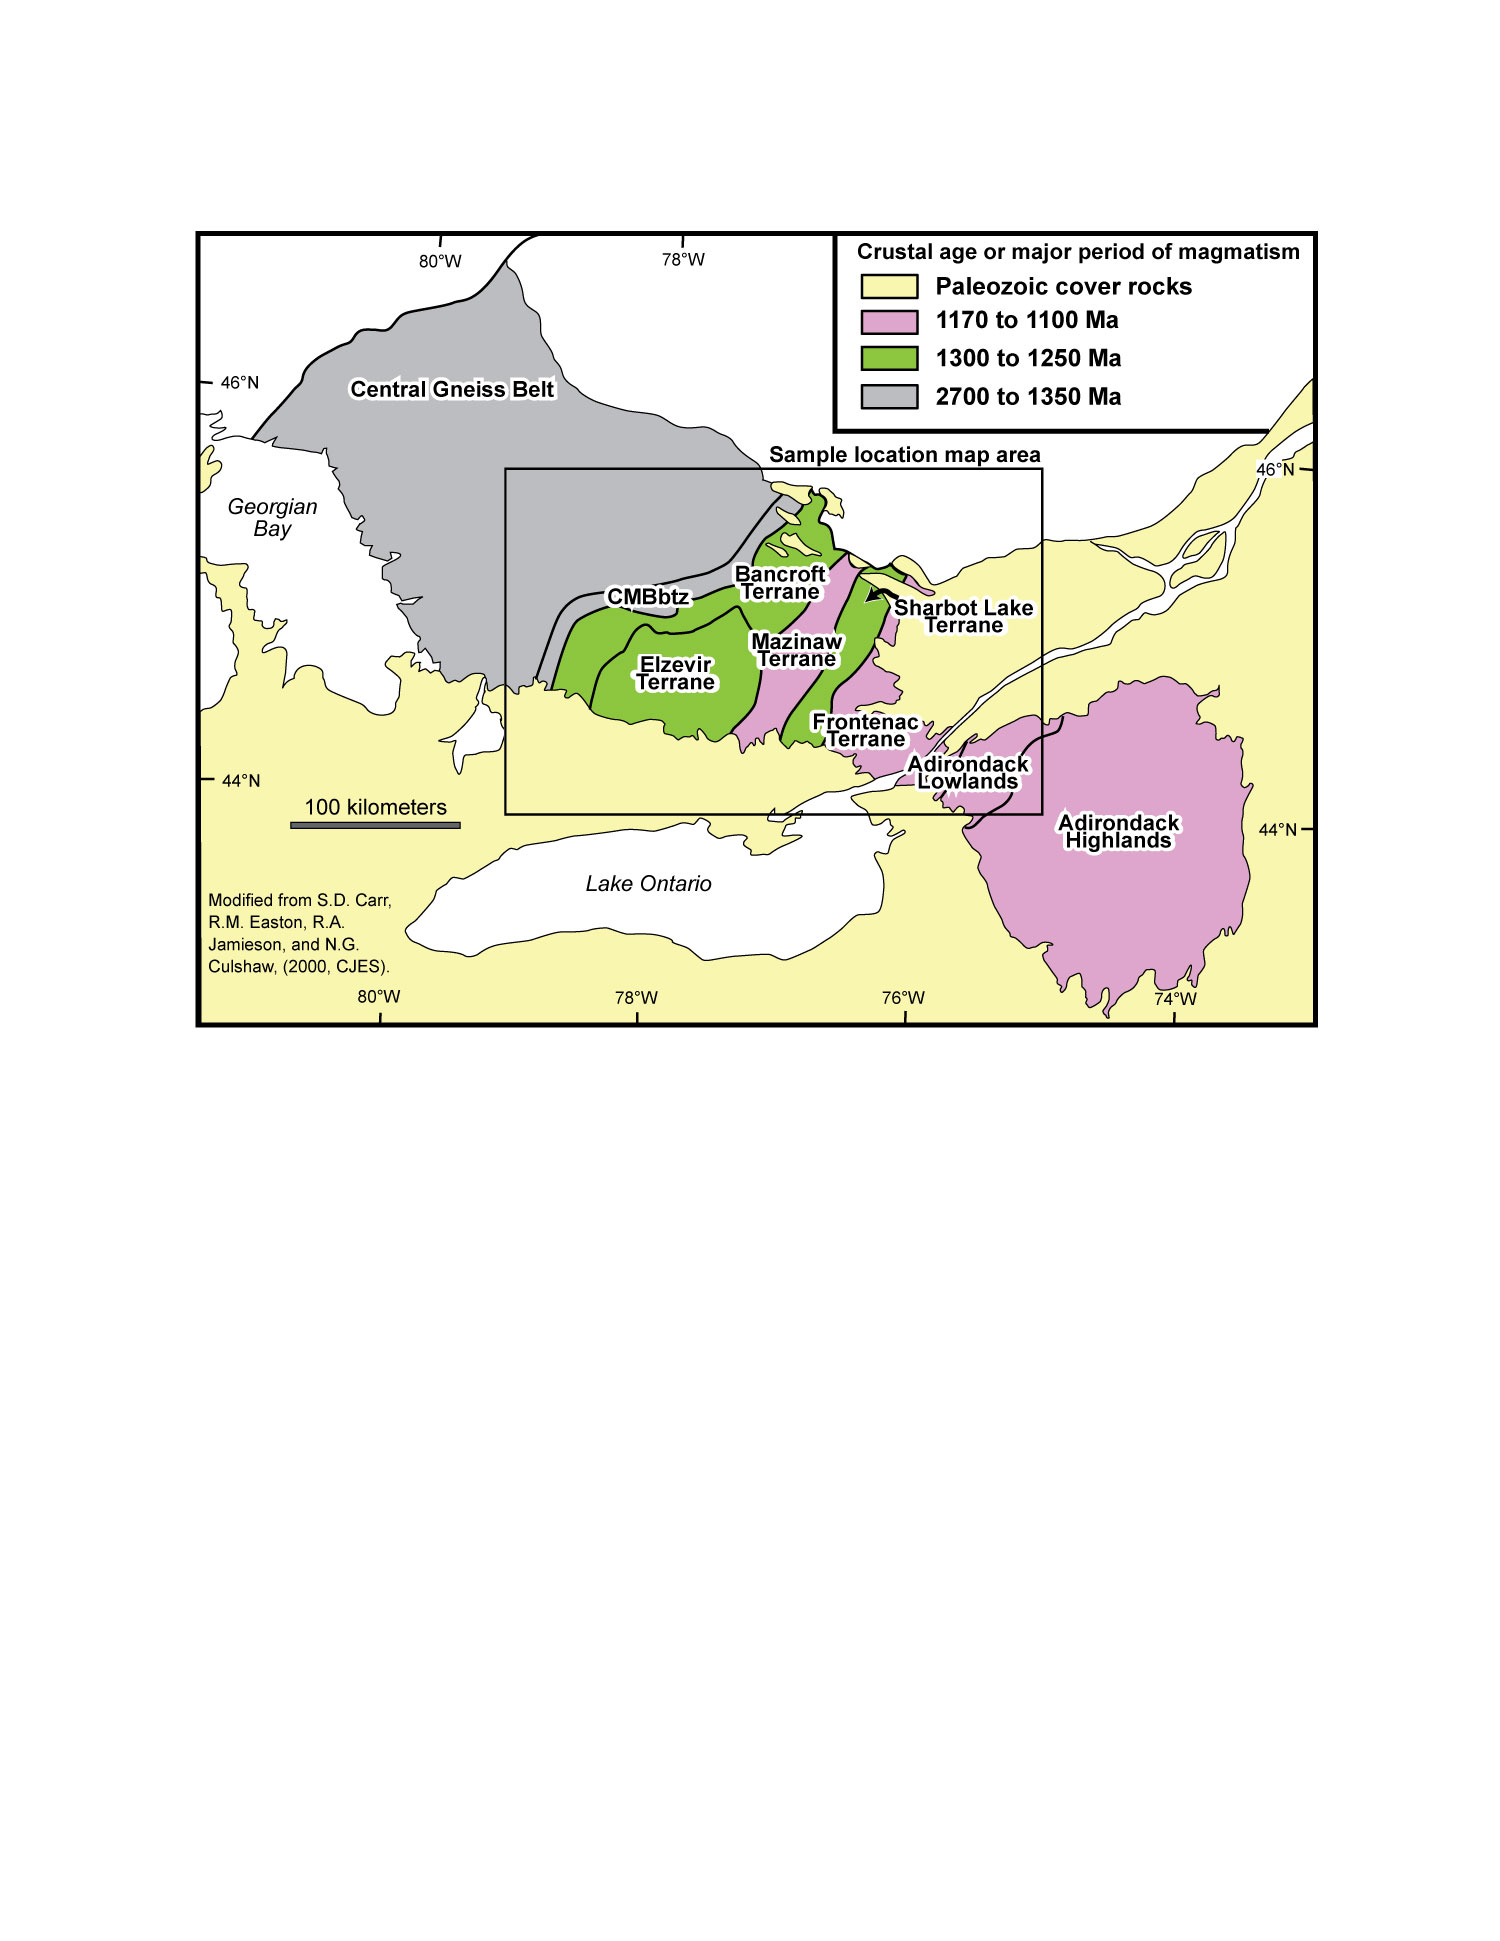 80°W
78°W
Crustal age or major period of magmatism
Paleozoic cover rocks
1170 to 1100 Ma
1300 to 1250 Ma
2700 to 1350 Ma
46°N
Central Gneiss Belt
Sample location map area
46°N
Georgian
Bay
Bancroft
Terrane
CMBbtz
Sharbot Lake
Terrane
Mazinaw
Terrane
Elzevir
Terrane
Frontenac
Terrane
Adirondack
Lowlands
44°N
100 kilometers
Adirondack
Highlands
44°N
Lake Ontario
Modified from S.D. Carr,
R.M. Easton, R.A.
Jamieson, and N.G.
Culshaw, (2000, CJES).
80°W
78°W
76°W
74°W